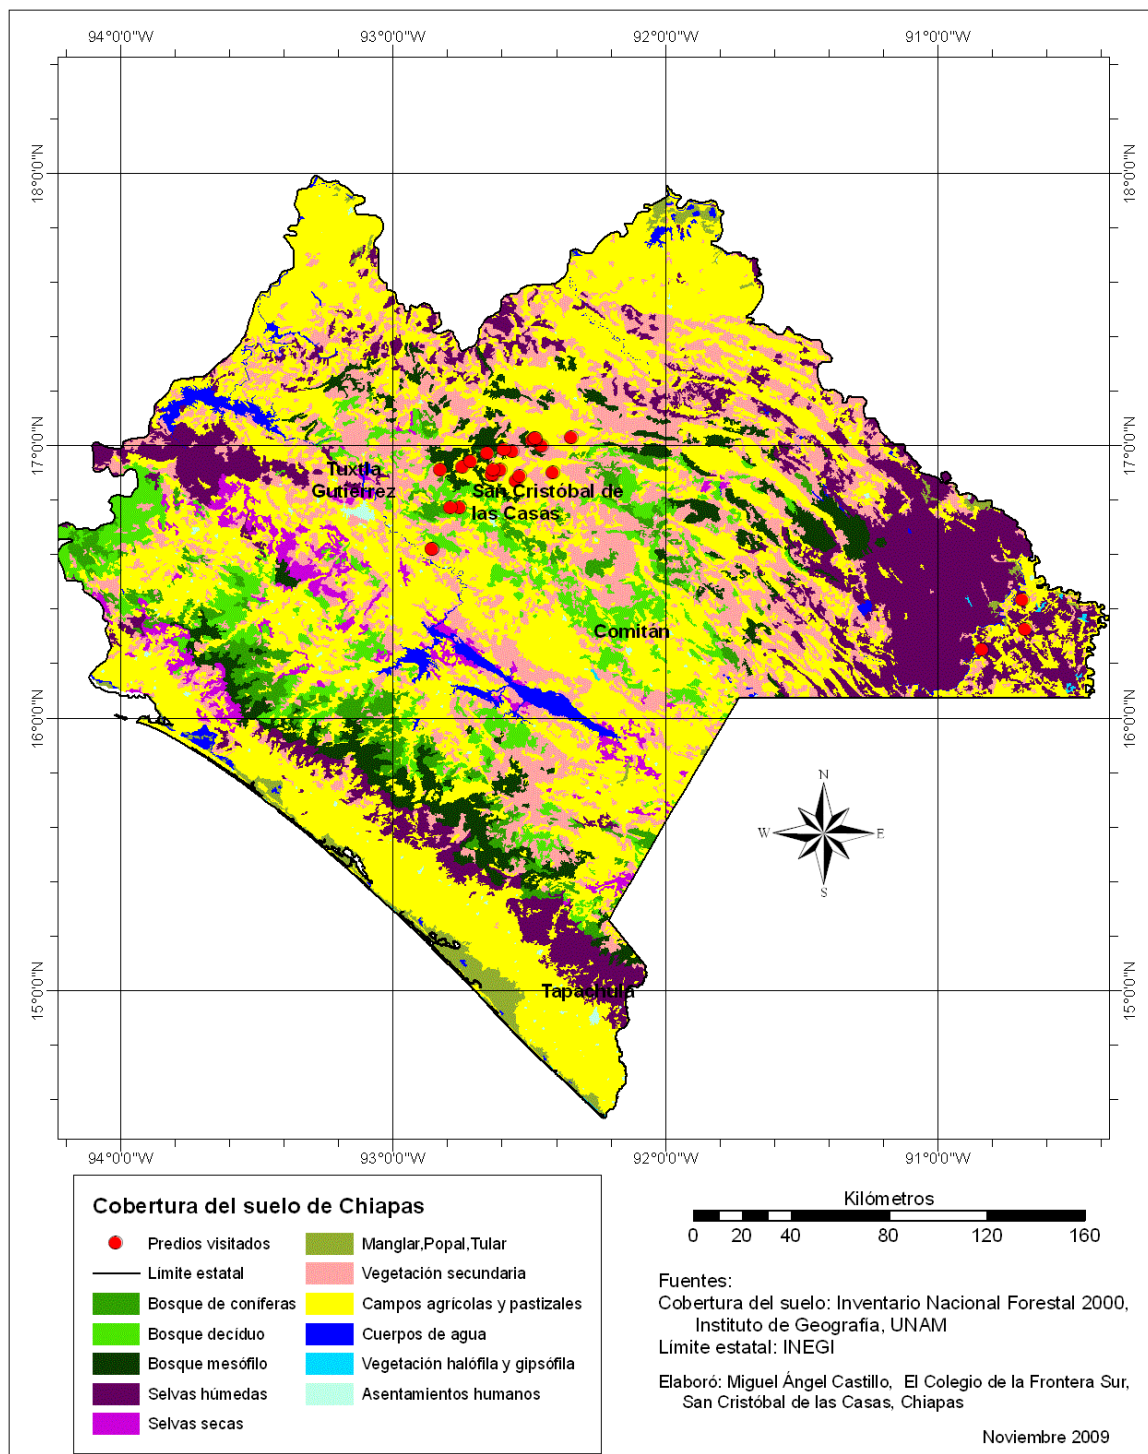 94°0'0"W 93°0'0"W 92°0'0"W 91°0'0"W
18°0'0"N 18°0'0"N
17°0'0"N 17°0'0"N
Tuxtla
Gutiérrez
San Cristóbal de
las Casas
Comitán
16°0'0"N 16°0'0"N
N
W E
S
15°0'0"N 15°0'0"N
Tapachula
94°0'0"W 93°0'0"W 92°0'0"W 91°0'0"W
Cobertura del suelo de Chiapas
Predios visitados
Límite estatal
Bosque de coníferas
Bosque decíduo
Bosque mesófilo
Selvas húmedas
Selvas secas
Manglar,Popal,Tular
Vegetación secundaria
Campos agrícolas y pastizales
Cuerpos de agua
Vegetación halófila y gipsófila
Asentamientos humanos
Kilómetros
0 20 40 80 120 160
Fuentes:
Cobertura del suelo: Inventario Nacional Forestal 2000,
Instituto de Geografía, UNAM
Límite estatal: INEGI
Elaboró: Miguel Ángel Castillo, El Colegio de la Frontera Sur,
San Cristóbal de las Casas, Chiapas
Noviembre 2009